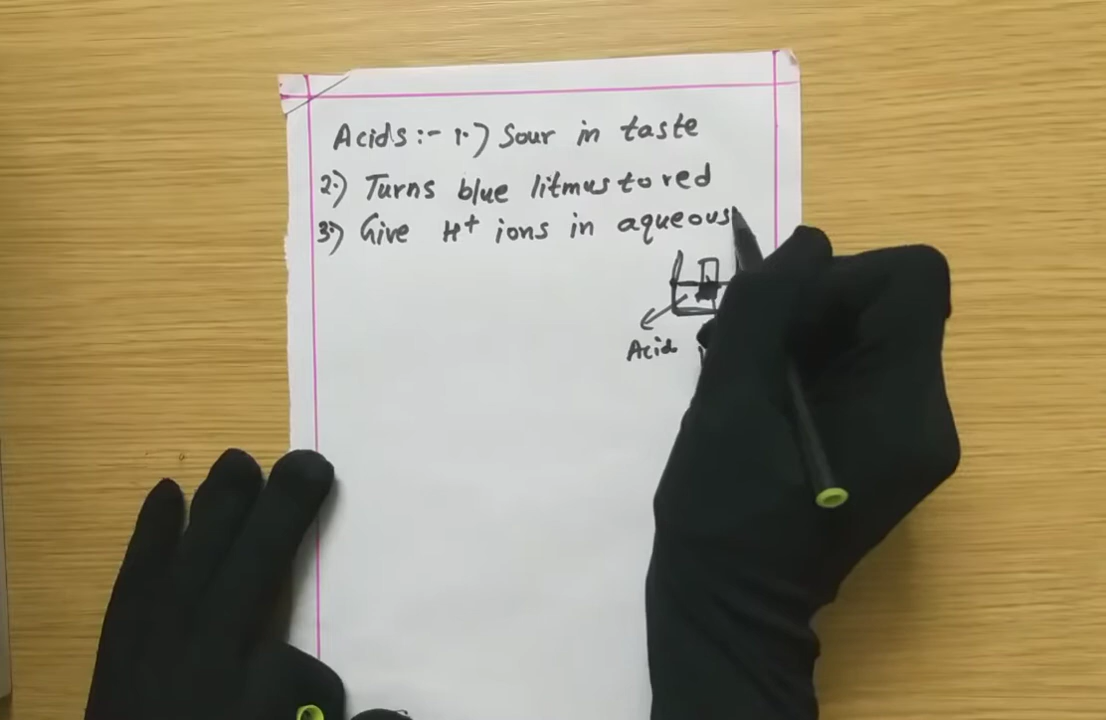 Acids:- 1.) Sour in taste
2.) Turns blue litmus to red
3.) Give H+ ions in aqueous
Acid